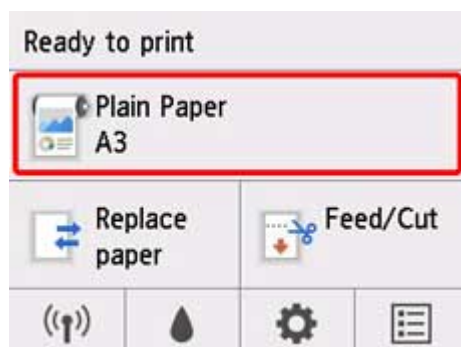 Ready to print
Plain Paper
A3
Replace
paper
Feed/Cut